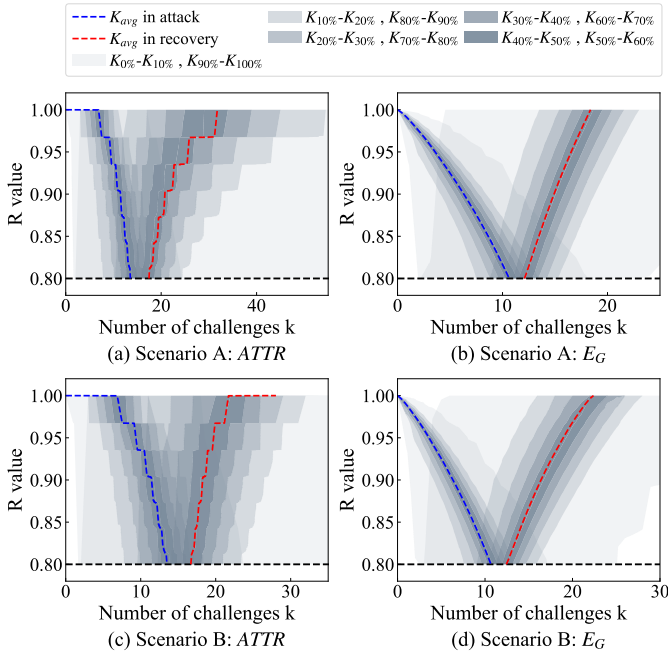 K_avg in attack
K_avg in recovery
K_0%-K_10% , K_90%-K_100%
K_10%-K_20% , K_80%-K_90%
K_20%-K_30% , K_70%-K_80%
K_30%-K_40% , K_60%-K_70%
K_40%-K_50% , K_50%-K_60%
R value
1.00
0.95
0.90
0.85
0.80
0 20 40
Number of challenges k
(a) Scenario A: ATTR
R value
1.00
0.95
0.90
0.85
0.80
0 10 20
Number of challenges k
(b) Scenario A: E_G
R value
1.00
0.95
0.90
0.85
0.80
0 10 20 30
Number of challenges k
(c) Scenario B: ATTR
R value
1.00
0.95
0.90
0.85
0.80
0 10 20 30
Number of challenges k
(d) Scenario B: E_G